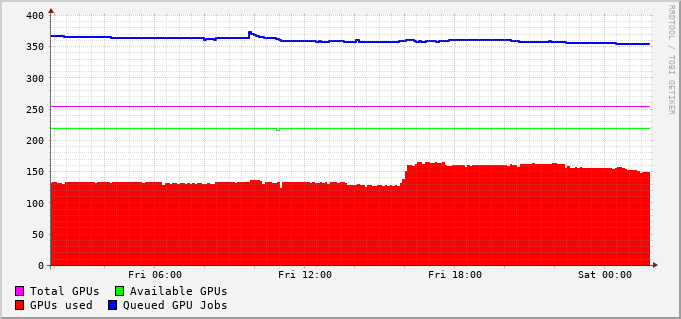 400
350
300
250
200
150
100
50
0
Fri 06:00 Fri 12:00 Fri 18:00 Sat 00:00
Total GPUs Available GPUs
GPUs used Queued GPU Jobs
RRDTOOL / TOBI OETIKER